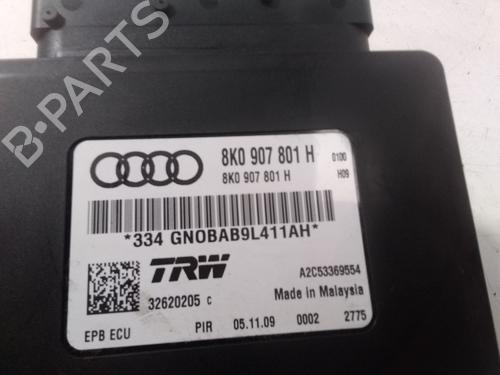 B-PARTS
8K0 907 801 H 0100
8K0 907 801 H H09
*334 GN0BAB9L411AH*
TRW
A2C53369554
32620205 C Made in Malaysia
EPB ECU PIR 05.11.09 0002 2775